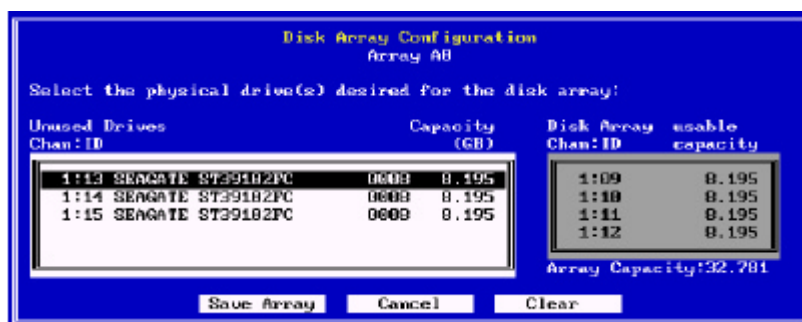 Disk Array Configuration
Array A0
Select the physical drive(s) desired for the disk array:
Unused Drives Capacity
Chan:ID (GB)
1:13 SEAGATE ST39102FC 0008 8.195
1:14 SEAGATE ST39102FC 0008 8.195
1:15 SEAGATE ST39102FC 0008 8.195
Disk Array usable
Chan:ID capacity
1:09 8.195
1:10 8.195
1:11 8.195
1:12 8.195
Array Capacity:32.781
Save Array Cancel Clear